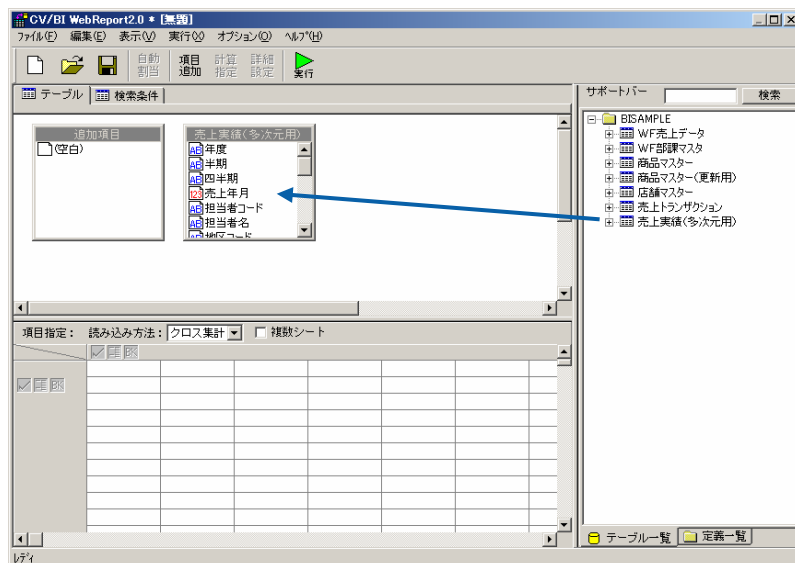 CV/BI WebReport2.0 * [無題]
ファイル(F) 編集(E) 表示(V) 実行(X) オプション(O) ヘルプ(H)
自動割当 項目追加 計算指定 詳細設定 実行
テーブル 検索条件
追加項目
(空白)
売上実績(多次元用)
年度
半期
四半期
売上年月
担当者コード
担当者名
地区コード
項目指定: 読み込み方法: クロス集計 複数シート
サポートバー 検索
BISAMPLE
WF売上データ
WF部課マスタ
商品マスター
商品マスター(更新用)
店舗マスター
売上トランザクション
売上実績(多次元用)
テーブル一覧 定義一覧
レディ